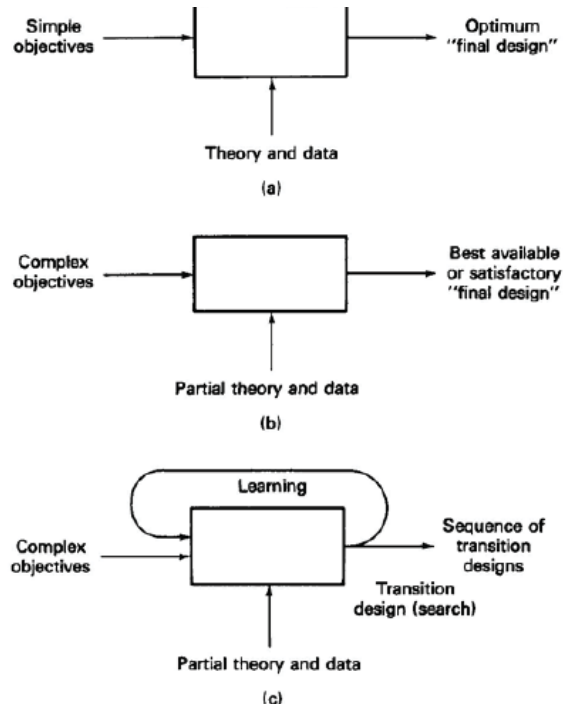 Simple
objectives
Optimum
"final design"
Theory and data
(a)
Complex
objectives
Best available
or satisfactory
"final design"
Partial theory and data
(b)
Learning
Complex
objectives
Sequence of
transition
designs
Transition
design (search)
Partial theory and data
(c)